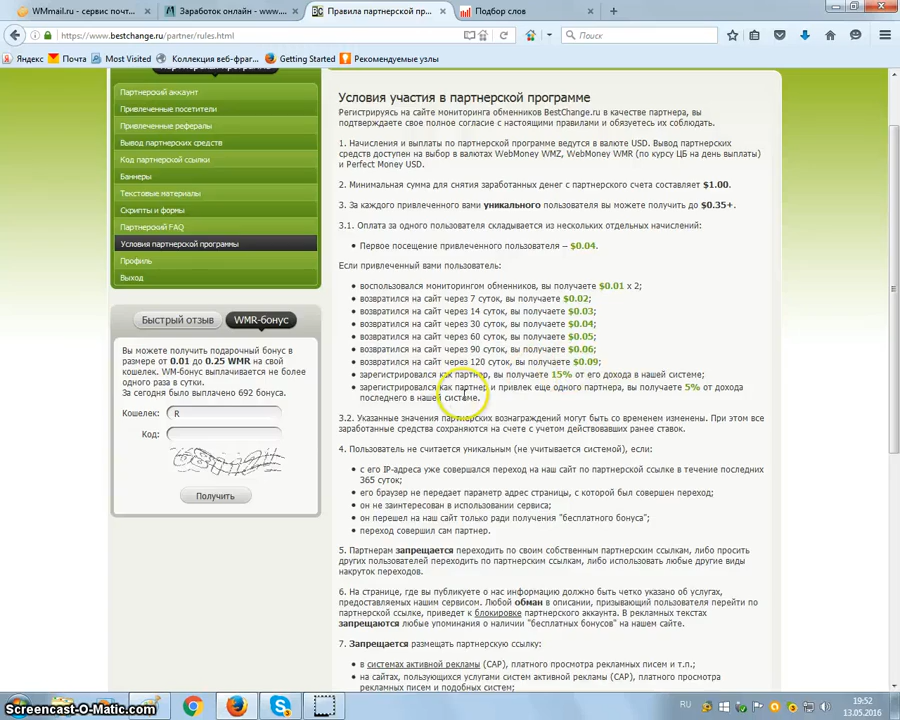 WMmail.ru - сервис почт...
Заработок онлайн - www....
Правила партнерской пр...
Подбор слов
https://www.bestchange.ru/partner/rules.html
Поиск
Яндекс
Почта
Most Visited
Коллекция веб-фраг...
Getting Started
Рекомендуемые узлы
Партнерский аккаунт
Привлеченные посетители
Привлеченные рефералы
Вывод партнерских средств
Код партнерской ссылки
Баннеры
Текстовые материалы
Скрипты и формы
Партнерский FAQ
Условия партнерской программы
Профиль
Выход
Быстрый отзыв
WMR-бонус
Вы можете получить подарочный бонус в
размере от 0.01 до 0.25 WMR на свой
кошелек. WM-бонус выплачивается не более
одного раза в сутки.
За сегодня было выплачено 692 бонуса.
Кошелек:
R
Код:
Получить
Условия участия в партнерской программе
Регистрируясь на сайте мониторинга обменников BestChange.ru в качестве партнера, вы
подтверждаете свое полное согласие с настоящими правилами и обязуетесь их соблюдать.
1. Начисления и выплаты по партнерской программе ведутся в валюте USD. Вывод партнерских
средств доступен на выбор в валютах WebMoney WMZ, WebMoney WMR (по курсу ЦБ на день выплаты)
и Perfect Money USD.
2. Минимальная сумма для снятия заработанных денег с партнерского счета составляет $1.00.
3. За каждого привлеченного вами уникального пользователя вы можете получить до $0.35+.
3.1. Оплата за одного пользователя складывается из нескольких отдельных начислений:
Первое посещение привлеченного пользователя – $0.04.
Если привлеченный вами пользователь:
воспользовался мониторингом обменников, вы получаете $0.01 x 2;
возвратился на сайт через 7 суток, вы получаете $0.02;
возвратился на сайт через 14 суток, вы получаете $0.03;
возвратился на сайт через 30 суток, вы получаете $0.04;
возвратился на сайт через 60 суток, вы получаете $0.05;
возвратился на сайт через 90 суток, вы получаете $0.06;
возвратился на сайт через 120 суток, вы получаете $0.09;
зарегистрировался как партнер, вы получаете 15% от его дохода в нашей системе;
зарегистрировался как партнер и привлек еще одного партнера, вы получаете 5% от дохода
последнего в нашей системе.
3.2. Указанные значения партнерских вознаграждений могут быть со временем изменены. При этом все
заработанные средства сохраняются на счете с учетом действовавших ранее ставок.
4. Пользователь не считается уникальным (не учитывается системой), если:
с его IP-адреса уже совершался переход на наш сайт по партнерской ссылке в течение последних
365 суток;
его браузер не передает параметр адрес страницы, с которой был совершен переход;
он не заинтересован в использовании сервиса;
он перешел на наш сайт только ради получения "бесплатного бонуса";
переход совершил сам партнер.
5. Партнерам запрещается переходить по своим собственным партнерским ссылкам, либо просить
других пользователей переходить по партнерским ссылкам, либо использовать любые другие виды
накруток переходов.
6. На странице, где вы публикуете о нас информацию должно быть четко указано об услугах,
предоставляемых нашим сервисом. Любой обман в описании, призывающий пользователя перейти по
партнерской ссылке, приведет к блокировке партнерского аккаунта. В рекламных текстах
запрещаются любые упоминания о наличии "бесплатных бонусов" на нашем сайте.
7. Запрещается размещать партнерскую ссылку:
в системах активной рекламы (САР), платного просмотра рекламных писем и т.п.;
на сайтах, пользующихся услугами систем активной рекламы (САР), платного просмотра
рекламных писем и подобных систем;
Screencast-O-Matic.com
RU
19:52
13.05.2016